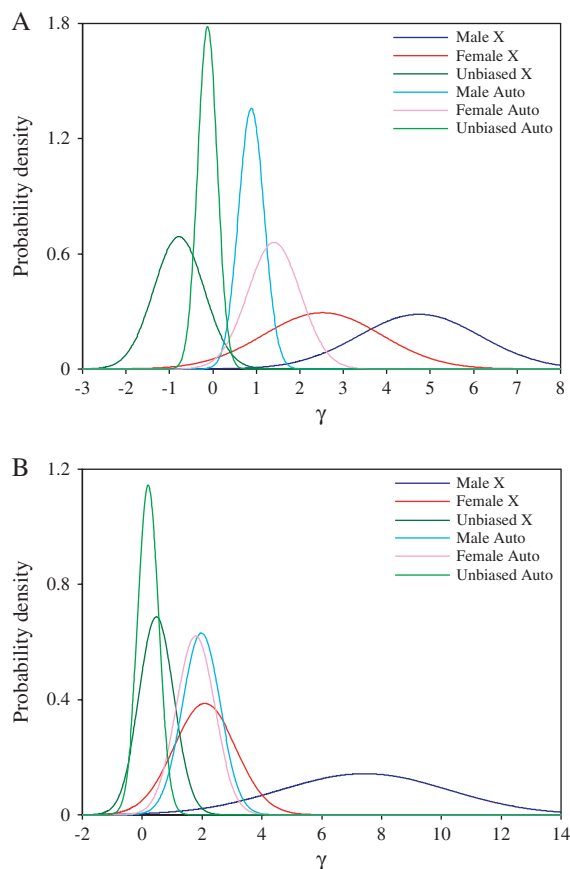 A
Probability density
1.8
1.2
0.6
0
-3 -2 -1 0 1 2 3 4 5 6 7 8
γ
Male X
Female X
Unbiased X
Male Auto
Female Auto
Unbiased Auto
B
Probability density
1.2
0.8
0.4
0
-2 0 2 4 6 8 10 12 14
γ
Male X
Female X
Unbiased X
Male Auto
Female Auto
Unbiased Auto